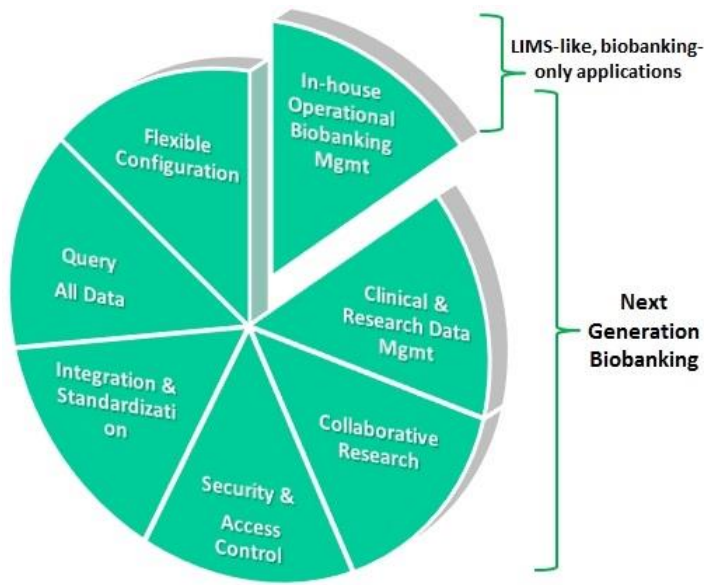 LIMS-like, biobanking-
only applications
In-house
Operational
Biobanking
Mgmt
Flexible
Configuration
Query
All Data
Clinical &
Research Data
Mgmt
Next
Generation
Biobanking
Integration &
Standardizati
on
Collaborative
Research
Security &
Access
Control